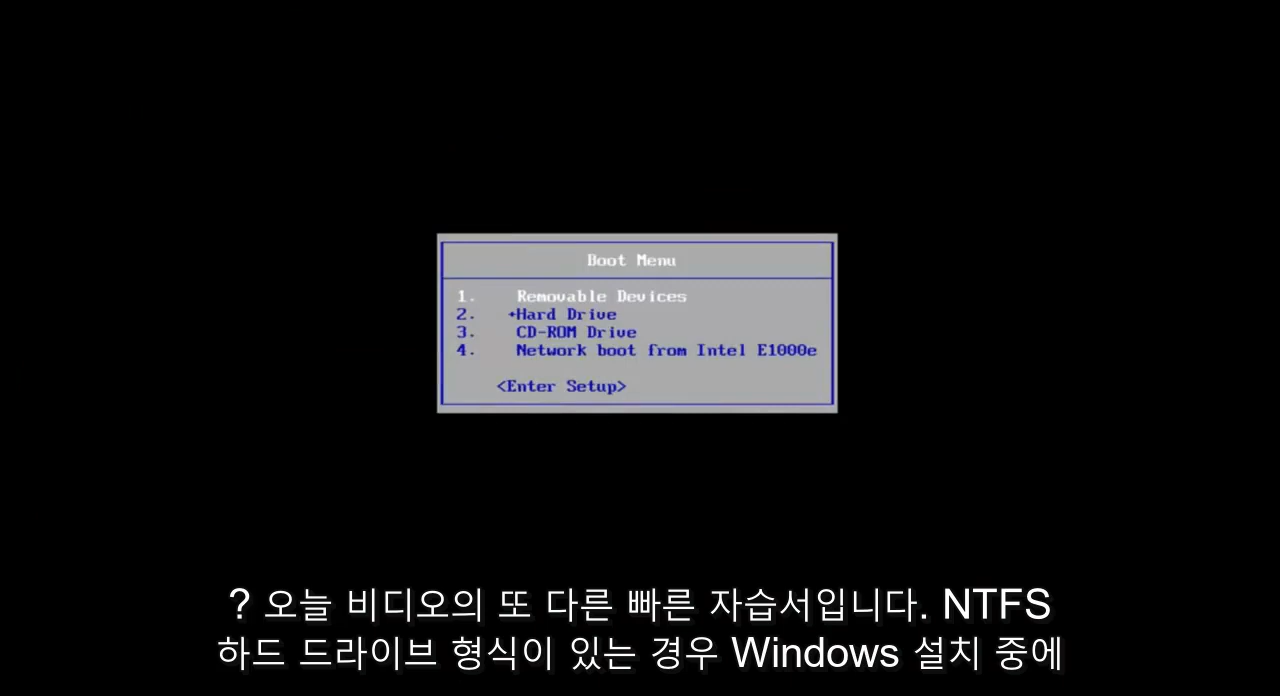 Boot Menu
1. Removable Devices
2. +Hard Drive
3. CD-ROM Drive
4. Network boot from Intel E1000e
<Enter Setup>
? 오늘 비디오의 또 다른 빠른 자습서입니다. NTFS
하드 드라이브 형식이 있는 경우 Windows 설치 중에